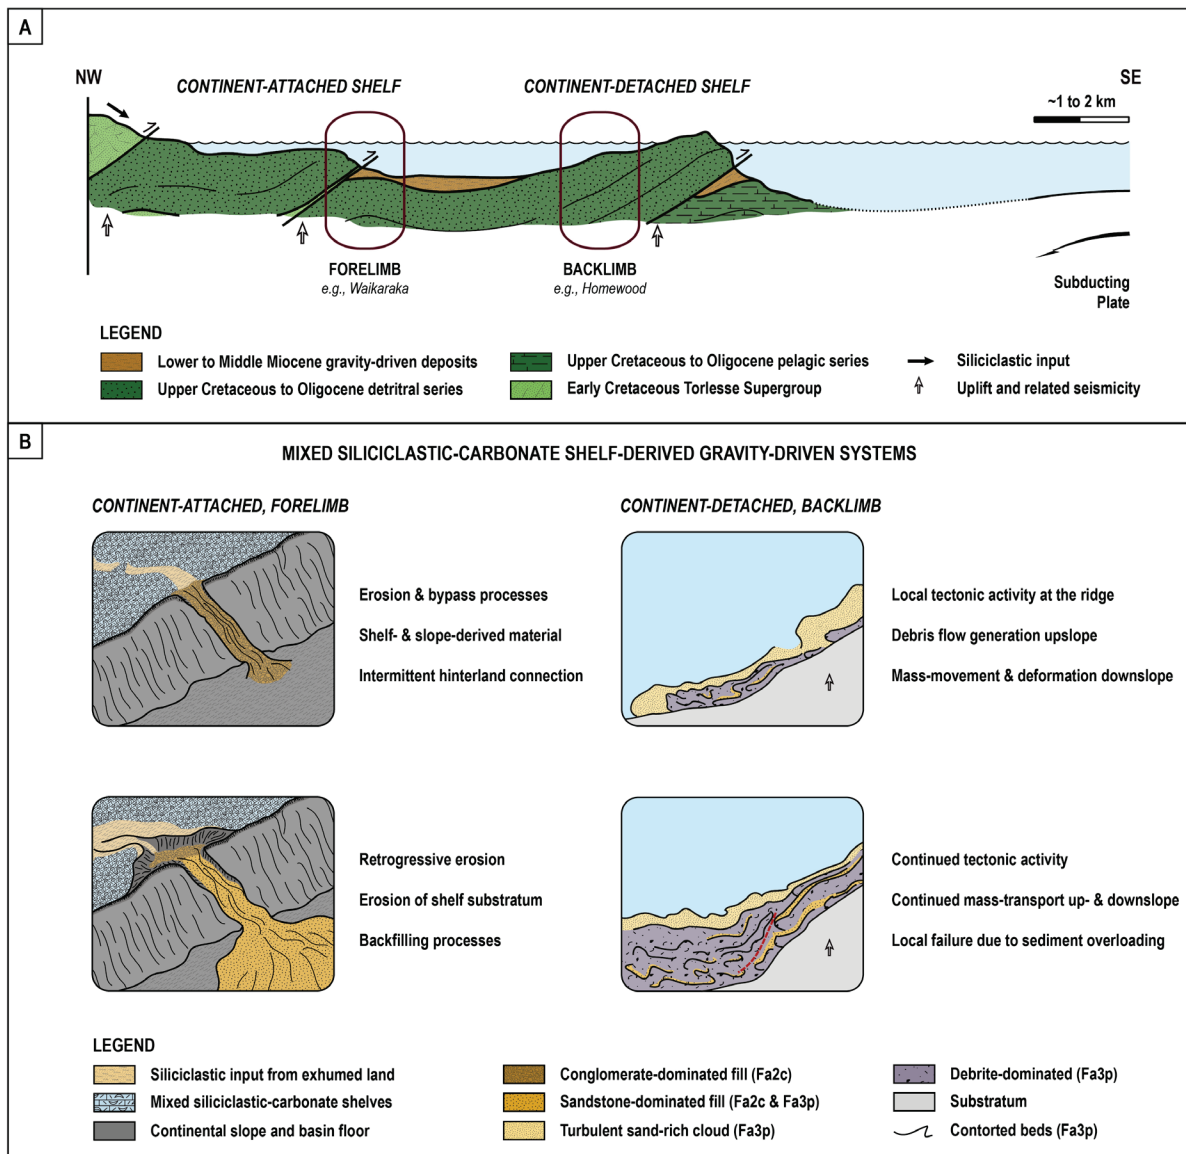 A
NW
SE
CONTINENT-ATTACHED SHELF
CONTINENT-DETACHED SHELF
~1 to 2 km
FORELIMB
e.g., Waikaraka
BACKLIMB
e.g., Homewood
Subducting
Plate
LEGEND
Lower to Middle Miocene gravity-driven deposits
Upper Cretaceous to Oligocene pelagic series
Siliciclastic input
Upper Cretaceous to Oligocene detritral series
Early Cretaceous Torlesse Supergroup
Uplift and related seismicity
B
MIXED SILICICLASTIC-CARBONATE SHELF-DERIVED GRAVITY-DRIVEN SYSTEMS
CONTINENT-ATTACHED, FORELIMB
CONTINENT-DETACHED, BACKLIMB
Erosion & bypass processes
Shelf- & slope-derived material
Intermittent hinterland connection
Local tectonic activity at the ridge
Debris flow generation upslope
Mass-movement & deformation downslope
Retrogressive erosion
Erosion of shelf substratum
Backfilling processes
Continued tectonic activity
Continued mass-transport up- & downslope
Local failure due to sediment overloading
LEGEND
Siliciclastic input from exhumed land
Conglomerate-dominated fill (Fa2c)
Debrite-dominated (Fa3p)
Mixed siliciclastic-carbonate shelves
Sandstone-dominated fill (Fa2c & Fa3p)
Substratum
Continental slope and basin floor
Turbulent sand-rich cloud (Fa3p)
Contorted beds (Fa3p)